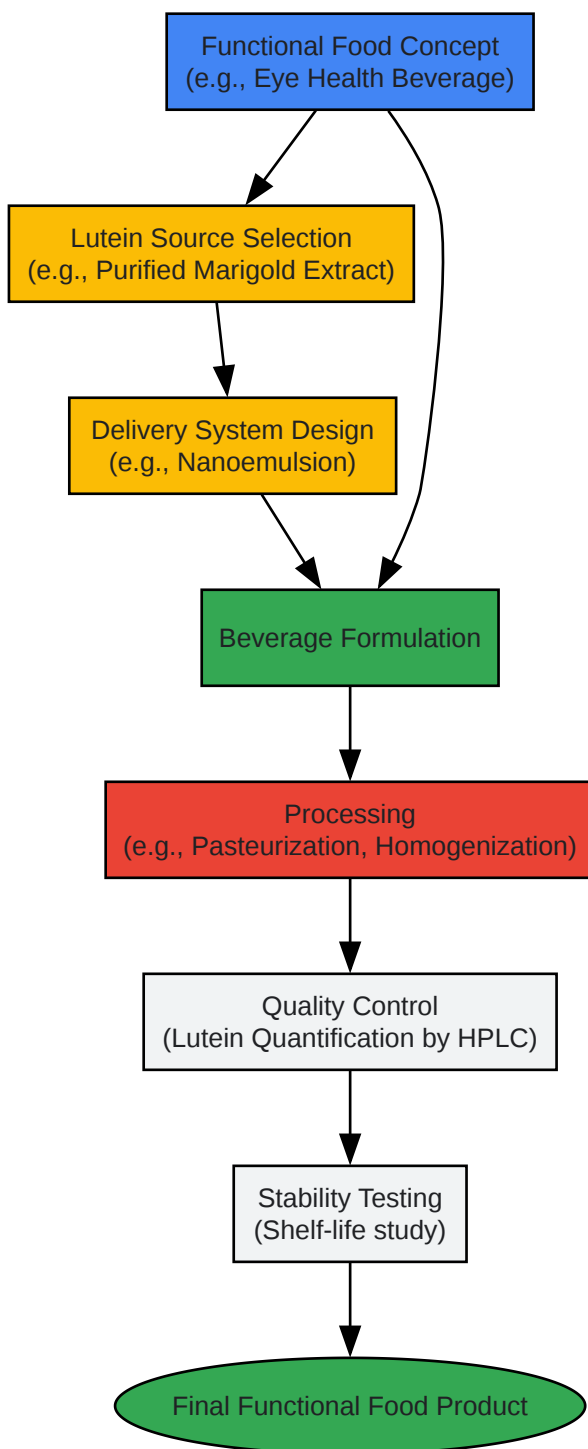 Functional Food Concept
(e.g., Eye Health Beverage)
Lutein Source Selection
(e.g., Purified Marigold Extract)
Delivery System Design
(e.g., Nanoemulsion)
Beverage Formulation
Processing
(e.g., Pasteurization, Homogenization)
Quality Control
(Lutein Quantification by HPLC)
Stability Testing
(Shelf-life study)
Final Functional Food Product